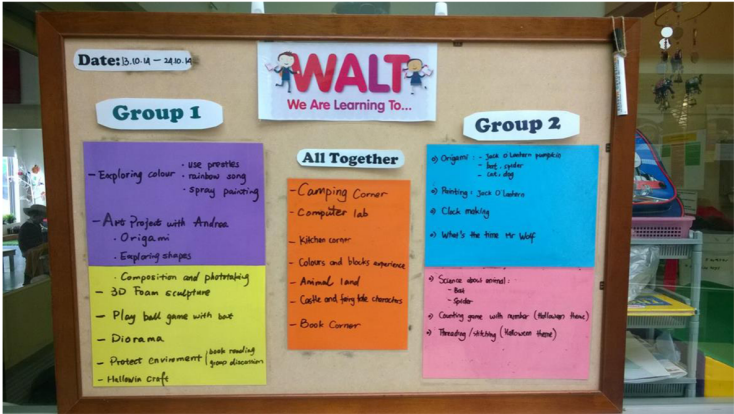 Date: 13.10.14 – 24.10.14
WALT
We Are Learning To...
Group 1
- Exploring colour
· use prestles
· rainbow song
· spray painting
- Art Project with Andrea
· Origami
· Exploring shapes
· Composition and phototaking
- 3D Foam sculpture
- Play ball game with bat
- Diorama
- Protect enviroment
book reading
group discussion
- Hallowin craft
All Together
- Camping Corner
- Computer lab
- Kitchen corner
- Colours and blocks experience
- Animal land
- Castle and fairy tale characters
- Book Corner
Group 2
Origami : - Jack O'Lantern pumpkin
- bat, spider
- cat, dog
Painting : Jack O'Lantern
Clock making
What's the time Mr Wolf
Science about animal :
- Bat
- Spider
Counting game with number (Halloween theme)
Threading / stitching (Halloween theme)